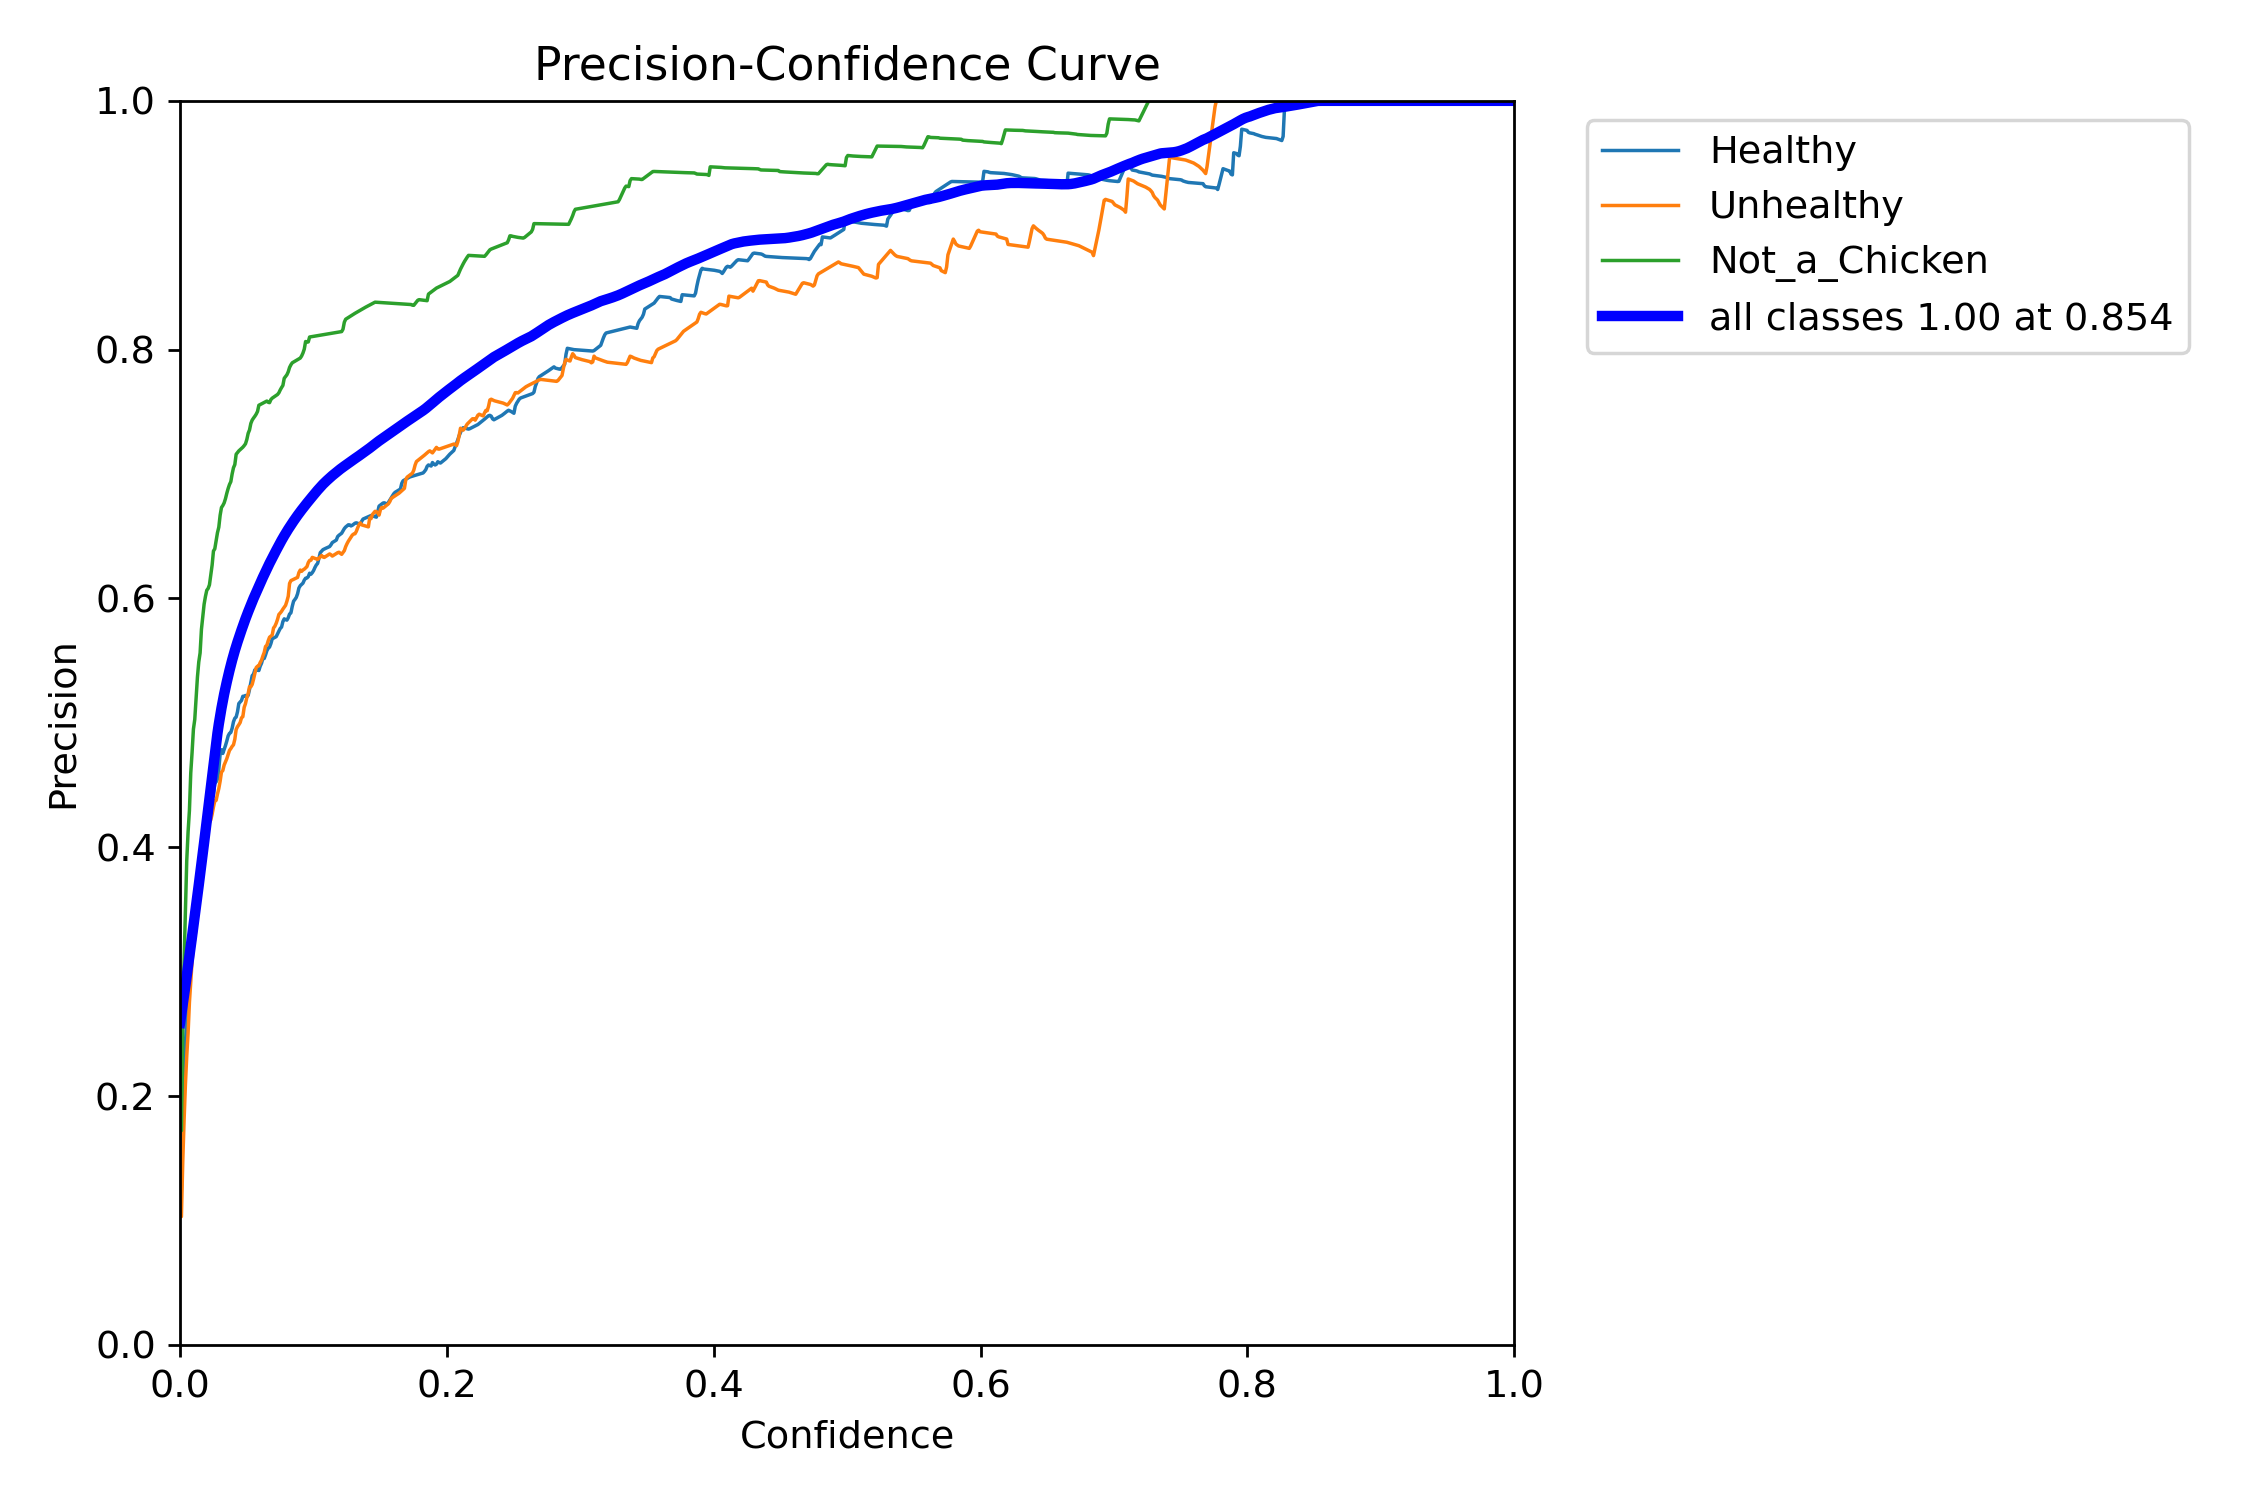 Precision-Confidence Curve
1.0
0.8
0.6
0.4
0.2
0.0
Precision
0.0 0.2 0.4 0.6 0.8 1.0
Confidence
Healthy
Unhealthy
Not_a_Chicken
all classes 1.00 at 0.854